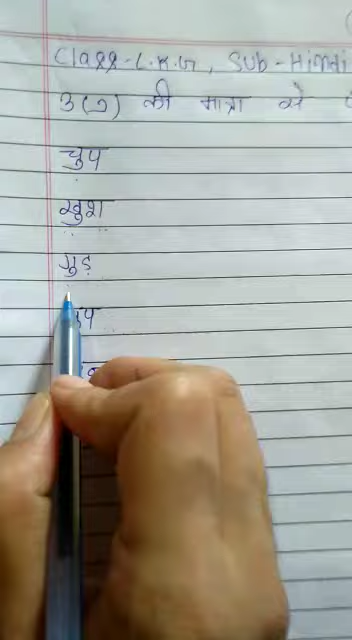 Class-L.K.G, Sub-Hindi
उ(ु) की मात्रा से
चुप
खुश
गुड़